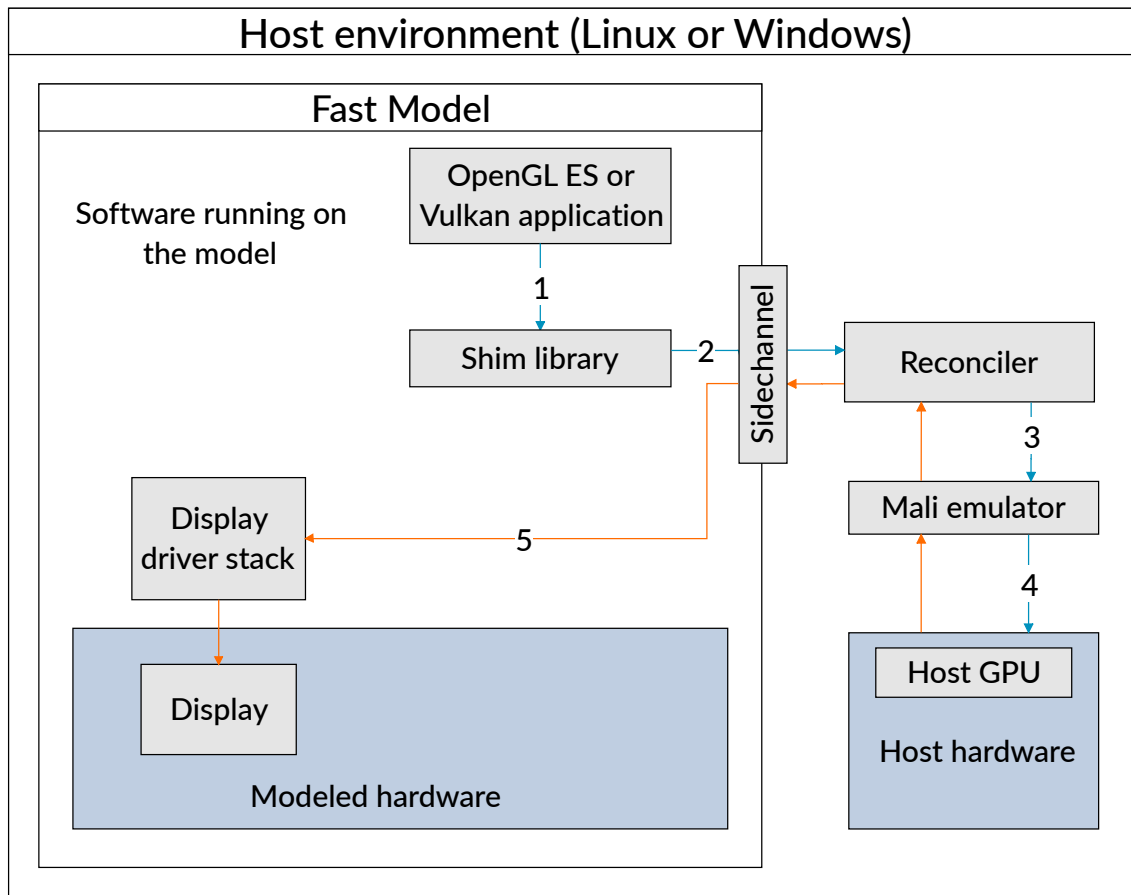 Host environment (Linux or Windows)
Fast Model
OpenGL ES or
Vulkan application
Software running on
the model
1
Sidechannel
Shim library
2
Reconciler
3
Display
driver stack
5
Mali emulator
4
Host GPU
Display
Host hardware
Modeled hardware